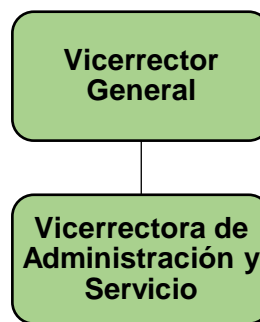 Vicerrector
General
Vicerrectora de
Administración y
Servicio